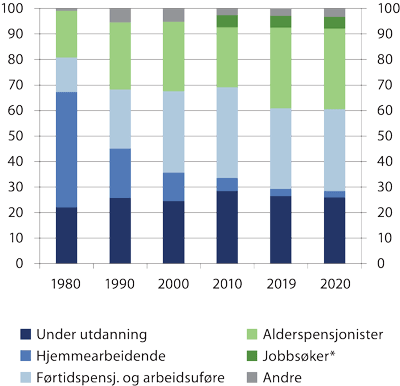 100 100
90 90
80 80
70 70
60 60
50 50
40 40
30 30
20 20
10 10
0 0
1980 1990 2000 2010 2019 2020
Under utdanning Alderspensjonister
Hjemmearbeidende Jobbsøker*
Førtidspensj. og arbeidsuføre Andre